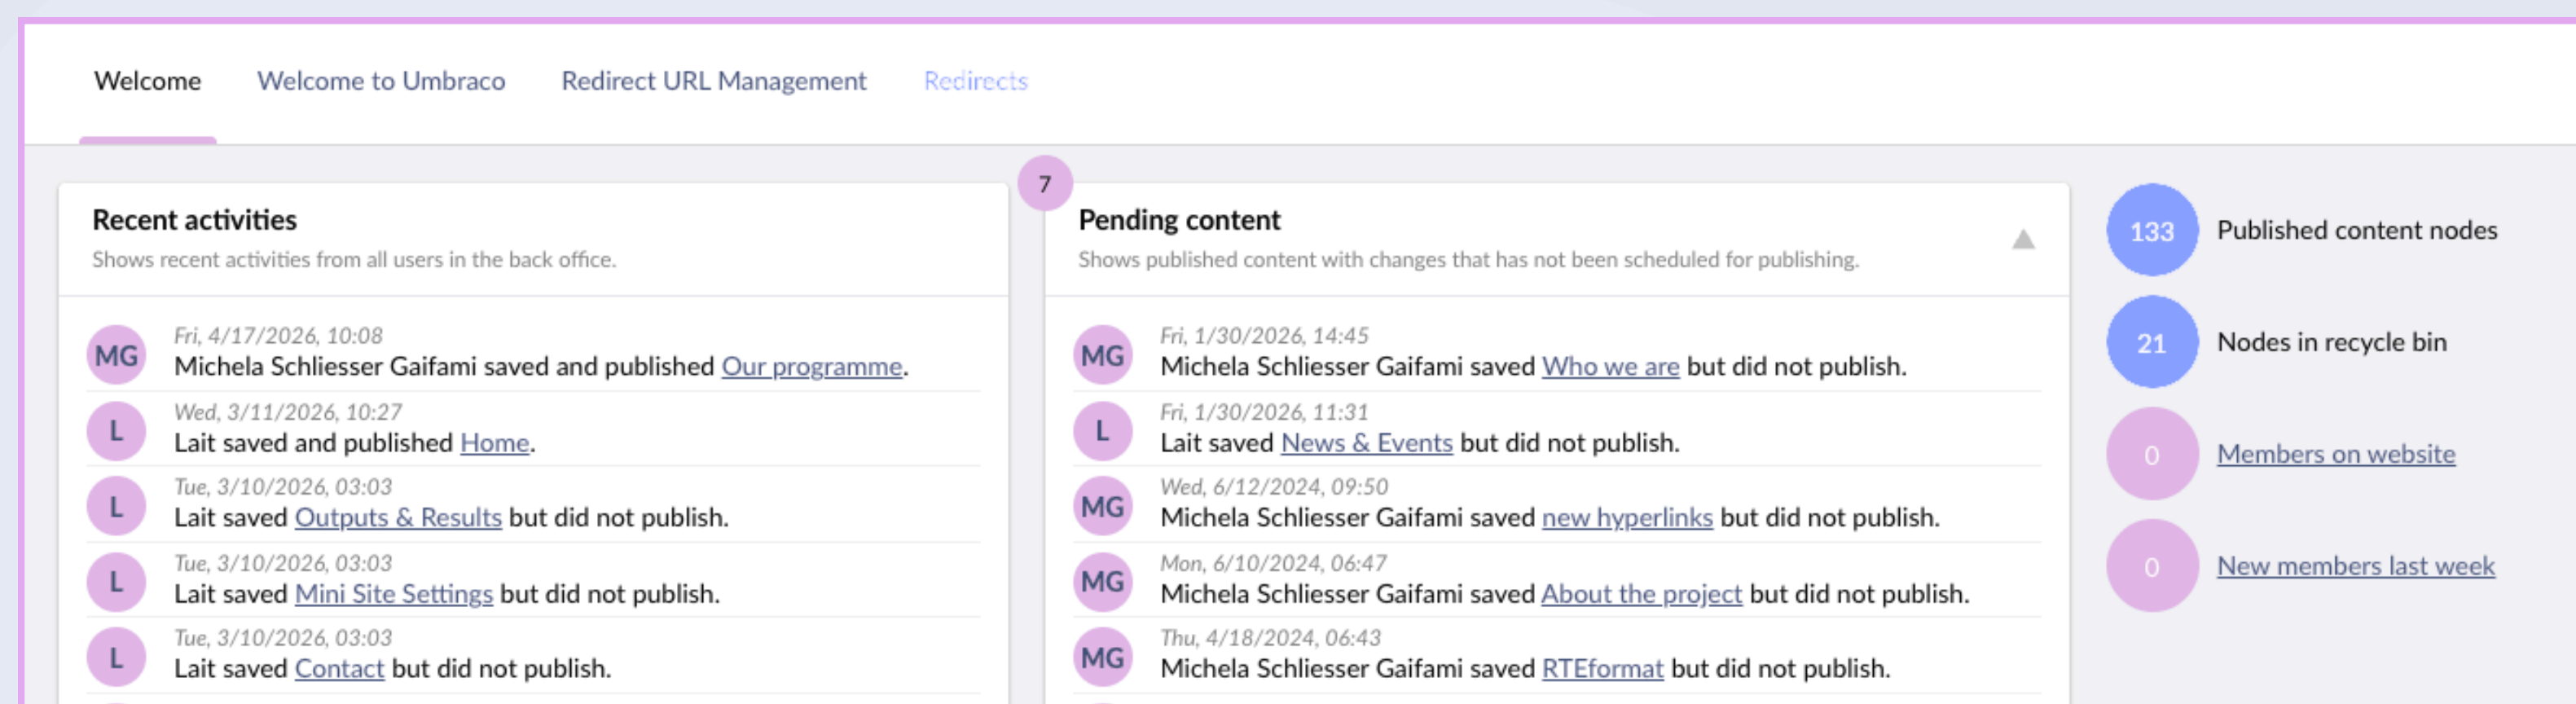 Welcome
Welcome to Umbraco
Redirect URL Management
Redirects
Recent activities
Shows recent activities from all users in the back office.
MG
Fri, 4/17/2026, 10:08
Michela Schliesser Gaifami saved and published Our programme.
L
Wed, 3/11/2026, 10:27
Lait saved and published Home.
L
Tue, 3/10/2026, 03:03
Lait saved Outputs & Results but did not publish.
L
Tue, 3/10/2026, 03:03
Lait saved Mini Site Settings but did not publish.
L
Tue, 3/10/2026, 03:03
Lait saved Contact but did not publish.
7
Pending content
Shows published content with changes that has not been scheduled for publishing.
MG
Fri, 1/30/2026, 14:45
Michela Schliesser Gaifami saved Who we are but did not publish.
L
Fri, 1/30/2026, 11:31
Lait saved News & Events but did not publish.
MG
Wed, 6/12/2024, 09:50
Michela Schliesser Gaifami saved new hyperlinks but did not publish.
MG
Mon, 6/10/2024, 06:47
Michela Schliesser Gaifami saved About the project but did not publish.
MG
Thu, 4/18/2024, 06:43
Michela Schliesser Gaifami saved RTEformat but did not publish.
133
Published content nodes
21
Nodes in recycle bin
0
Members on website
0
New members last week